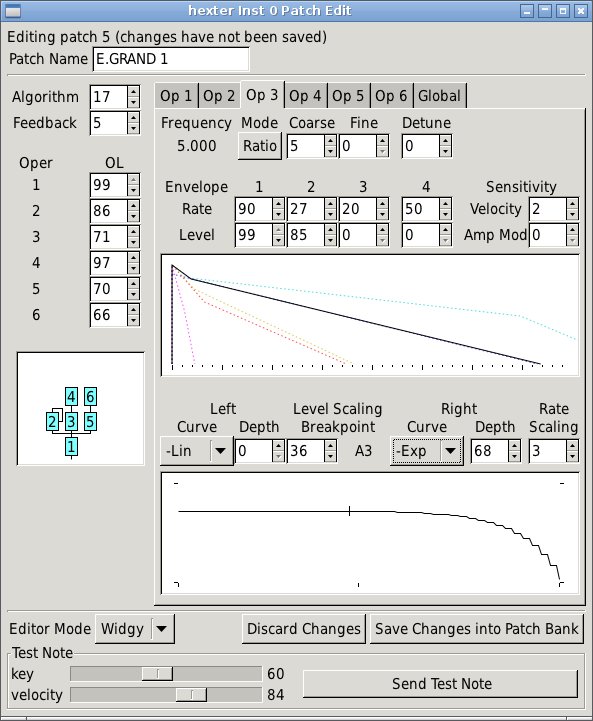 hexter Inst 0 Patch Edit
Editing patch 5 (changes have not been saved)
Patch Name E.GRAND 1
Algorithm 17
Feedback 5
Oper OL
1 99
2 86
3 71
4 97
5 70
6 66
4 6
2 3 5
1
Op 1 Op 2 Op 3 Op 4 Op 5 Op 6 Global
Frequency Mode Coarse Fine Detune
5.000 Ratio 5 0 0
Envelope 1 2 3 4 Sensitivity
Rate 90 27 20 50 Velocity 2
Level 99 85 0 0 Amp Mod 0
Left Level Scaling Right Rate
Curve Depth Breakpoint Curve Depth Scaling
-Lin 0 36 A3 -Exp 68 3
Editor Mode Widgy Discard Changes Save Changes into Patch Bank
Test Note
key 60
velocity 84
Send Test Note